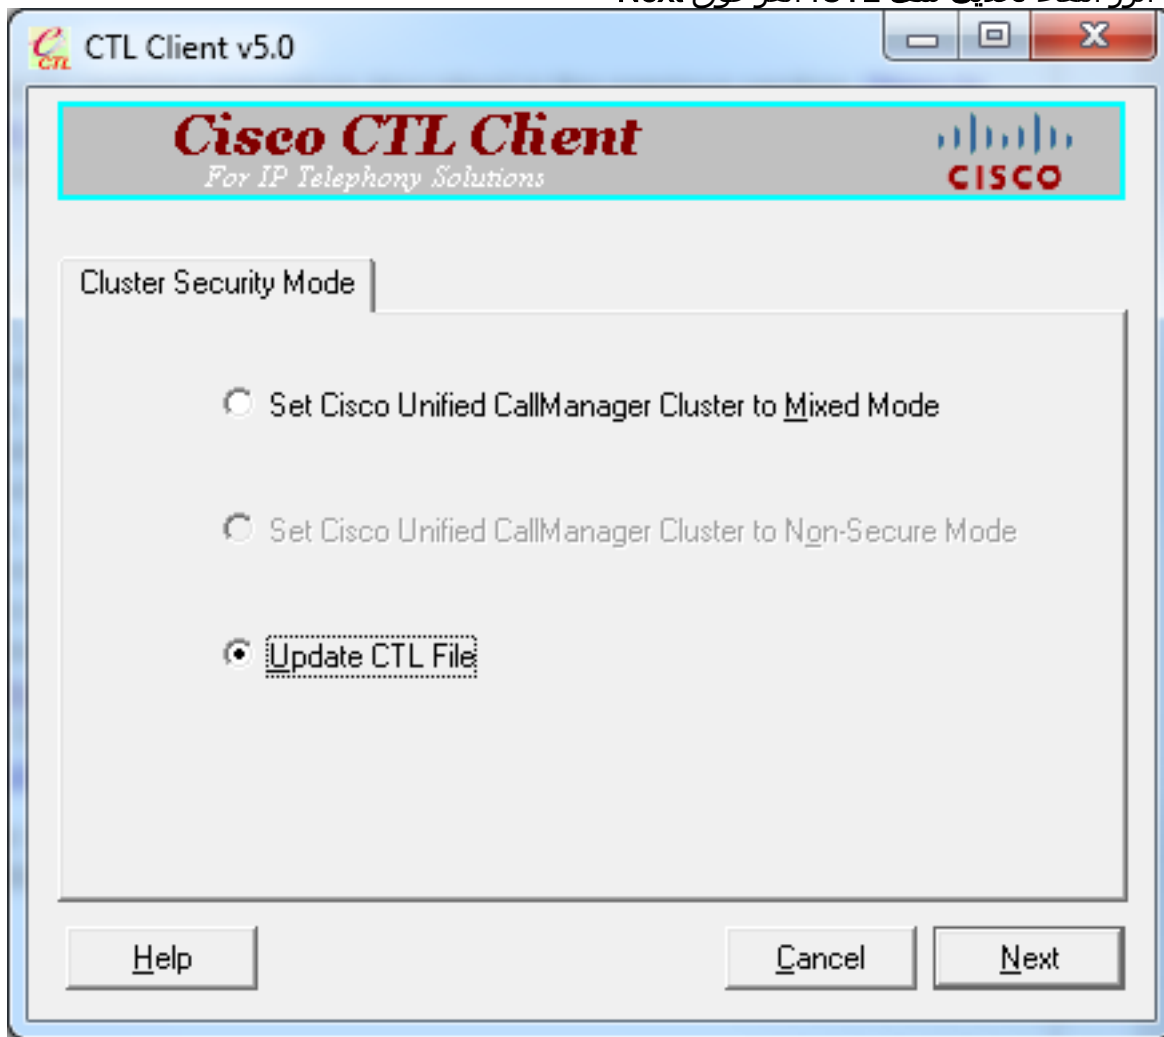 CTL Client v5.0
Cisco CTL Client
For IP Telephony Solutions
CISCO
Cluster Security Mode
Set Cisco Unified CallManager Cluster to Mixed Mode
Set Cisco Unified CallManager Cluster to Non-Secure Mode
Update CTL File
Help
Cancel
Next